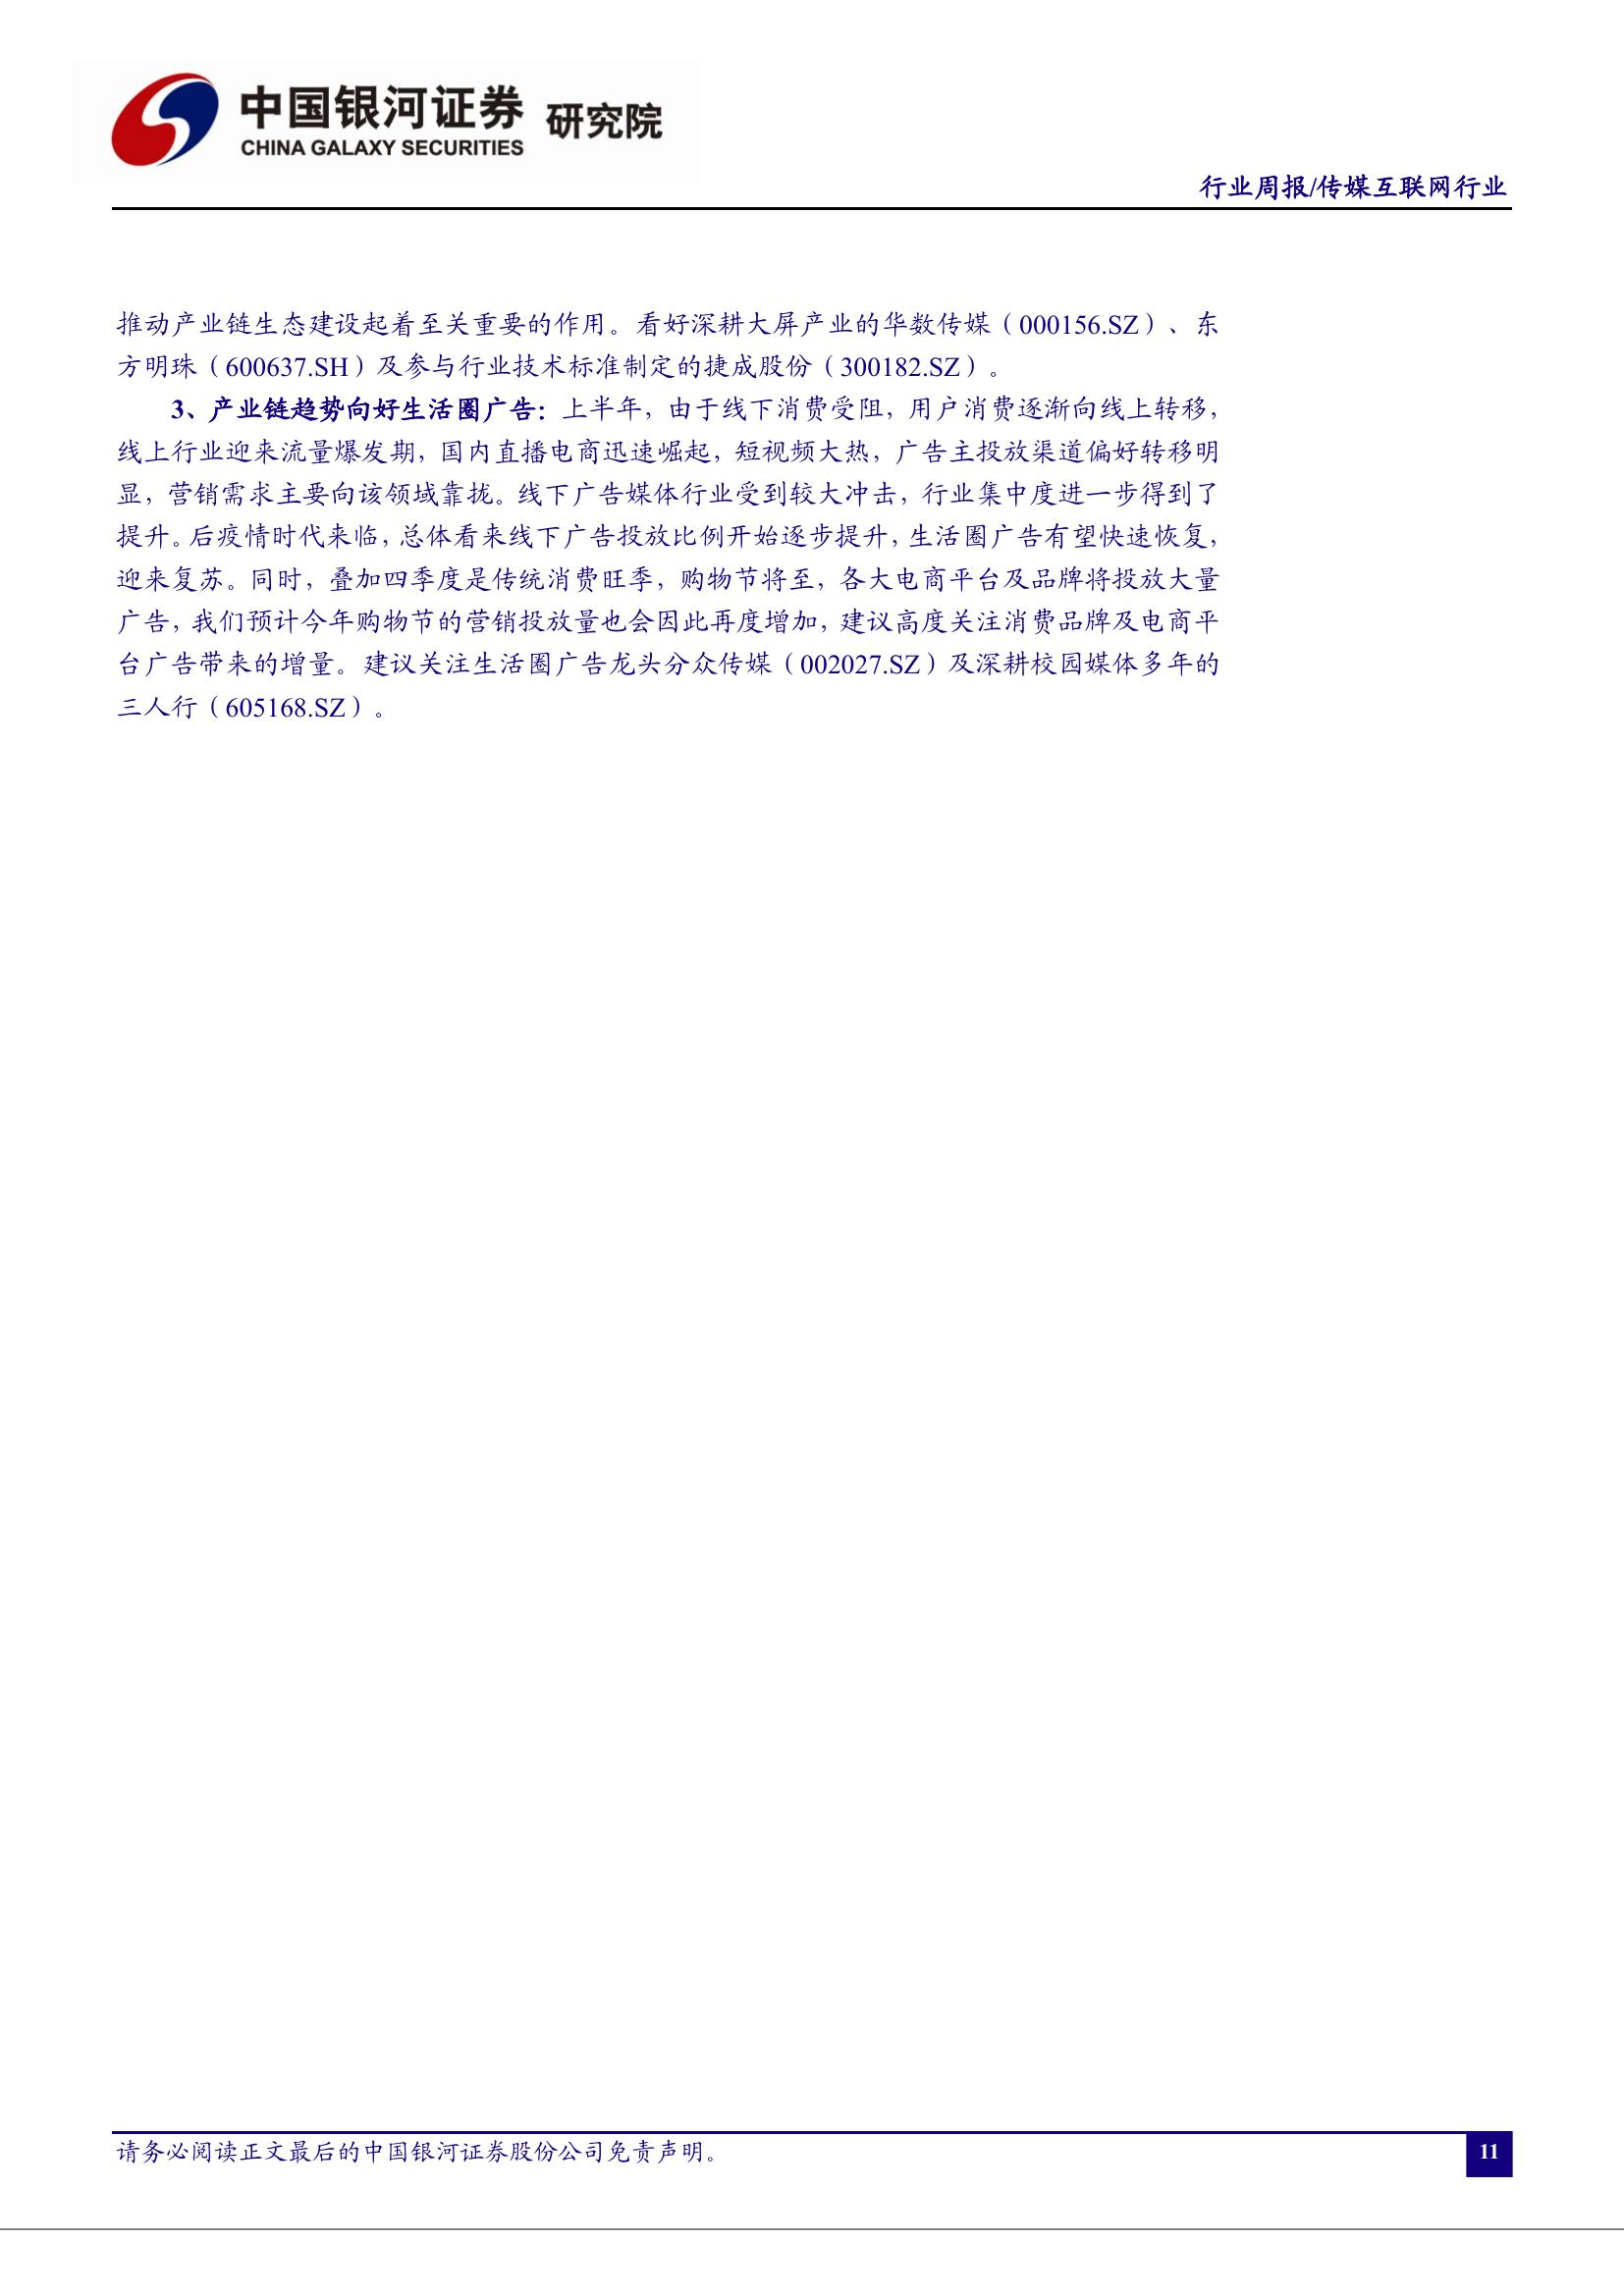 中国银河证券 研究院
CHINA GALAXY SECURITIES
行业周报/传媒互联网行业
推动产业链生态建设起着至关重要的作用。看好深耕大屏产业的华数传媒（000156.SZ）、东
方明珠（600637.SH）及参与行业技术标准制定的捷成股份（300182.SZ）。
3、产业链趋势向好生活圈广告：上半年，由于线下消费受阻，用户消费逐渐向线上转移，
线上行业迎来流量爆发期，国内直播电商迅速崛起，短视频大热，广告主投放渠道偏好转移明
显，营销需求主要向该领域靠拢。线下广告媒体行业受到较大冲击，行业集中度进一步得到了
提升。后疫情时代来临，总体看来线下广告投放比例开始逐步提升，生活圈广告有望快速恢复，
迎来复苏。同时，叠加四季度是传统消费旺季，购物节将至，各大电商平台及品牌将投放大量
广告，我们预计今年购物节的营销投放量也会因此再度增加，建议高度关注消费品牌及电商平
台广告带来的增量。建议关注生活圈广告龙头分众传媒（002027.SZ）及深耕校园媒体多年的
三人行（605168.SZ）。
请务必阅读正文最后的中国银河证券股份公司免责声明。
11